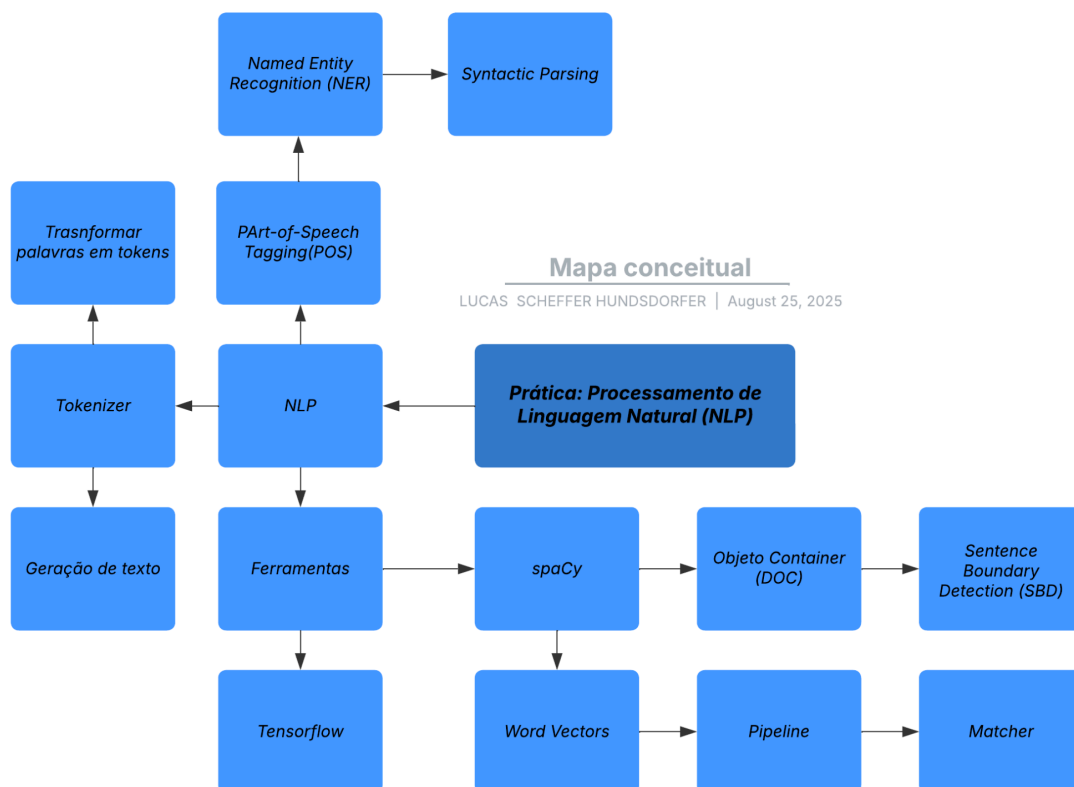 Named Entity
Recognition (NER)
Syntactic Parsing
Trasnformar
palavras em tokens
PArt-of-Speech
Tagging(POS)
Mapa conceitual
LUCAS SCHEFFER HUNDSDORFER | August 25, 2025
Tokenizer
NLP
Prática: Processamento de
Linguagem Natural (NLP)
Geração de texto
Ferramentas
spaCy
Objeto Container
(DOC)
Sentence
Boundary
Detection (SBD)
Tensorflow
Word Vectors
Pipeline
Matcher